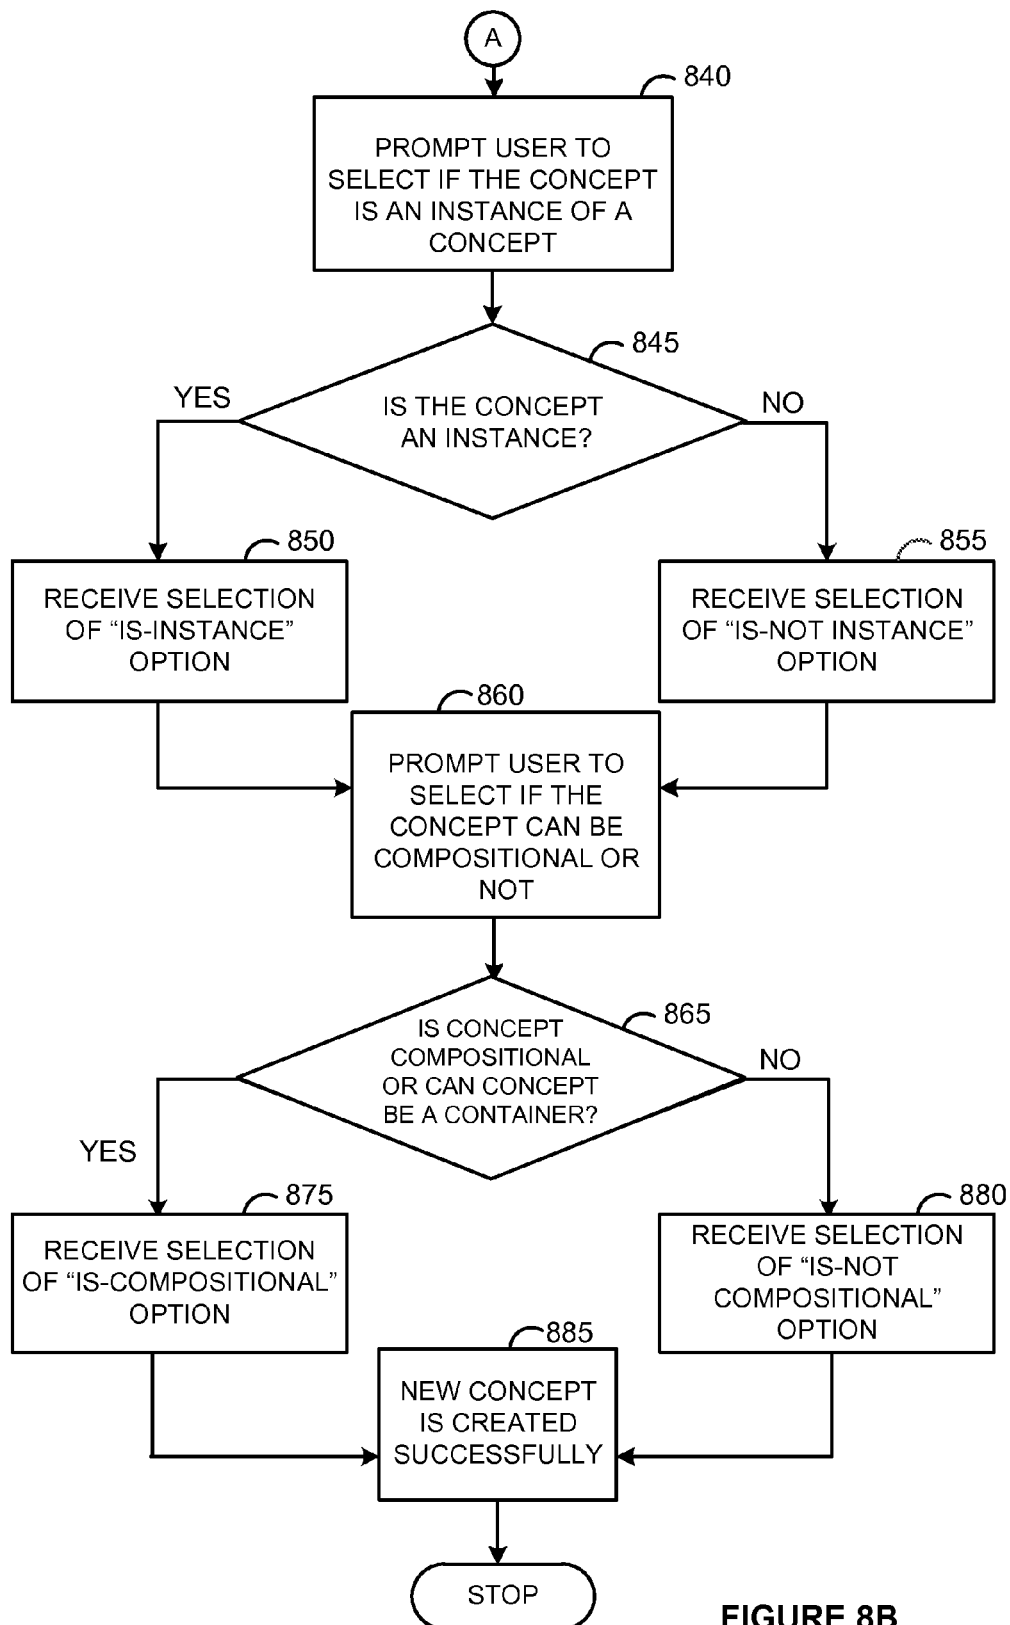 A
840
PROMPT USER TO
SELECT IF THE CONCEPT
IS AN INSTANCE OF A
CONCEPT
845
YES
NO
IS THE CONCEPT
AN INSTANCE?
850
855
RECEIVE SELECTION
OF “IS-INSTANCE”
OPTION
RECEIVE SELECTION
OF “IS-NOT INSTANCE”
OPTION
860
PROMPT USER TO
SELECT IF THE
CONCEPT CAN BE
COMPOSITIONAL OR
NOT
865
IS CONCEPT
COMPOSITIONAL
OR CAN CONCEPT
BE A CONTAINER?
NO
YES
875
880
RECEIVE SELECTION
OF “IS-COMPOSITIONAL”
OPTION
RECEIVE SELECTION
OF “IS-NOT
COMPOSITIONAL”
OPTION
885
NEW CONCEPT
IS CREATED
SUCCESSFULLY
STOP
FIGURE 8B